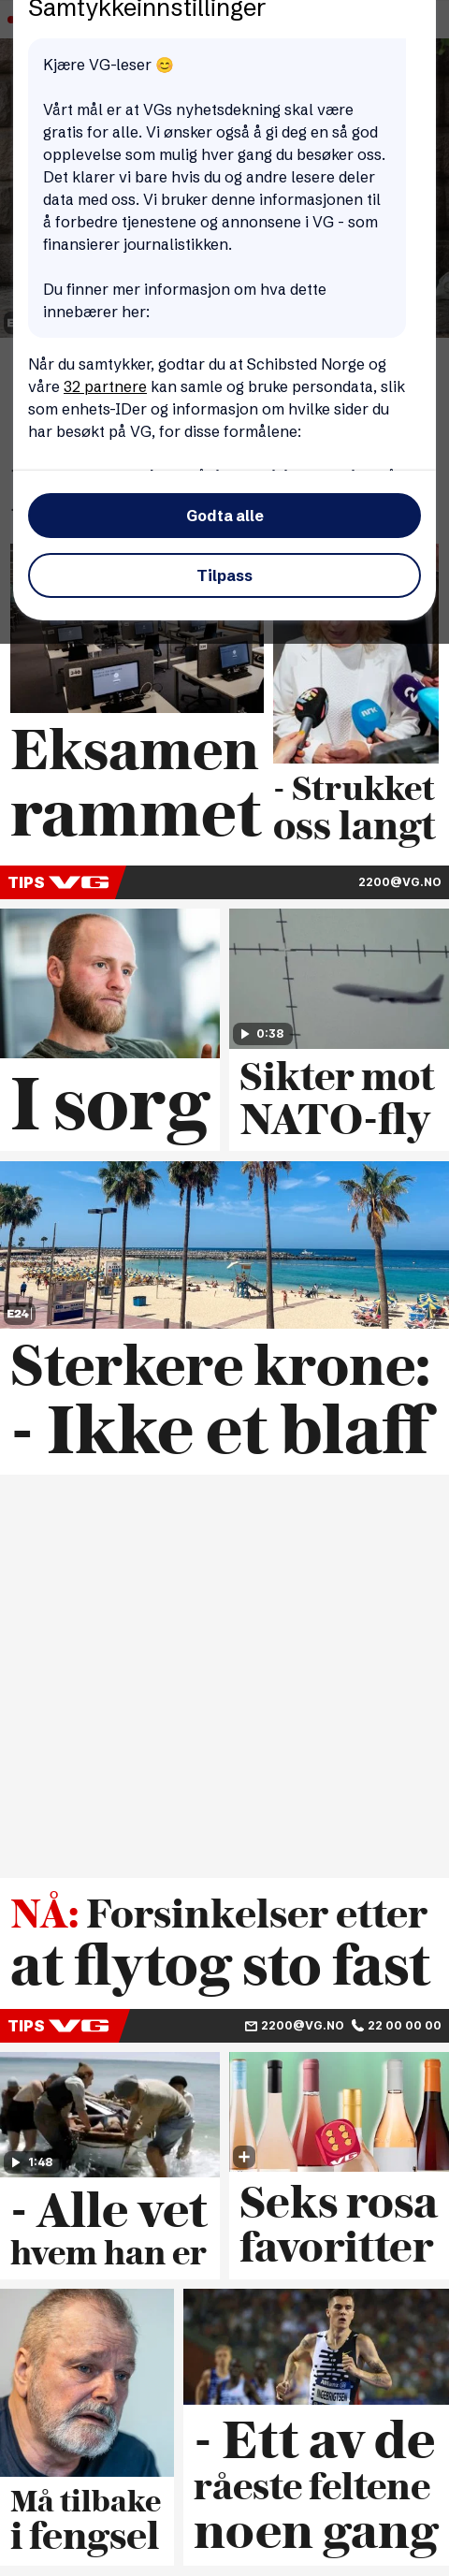 Samtykkeinnstillinger
Kjære VG-leser 😊
Vårt mål er at VGs nyhetsdekning skal være
gratis for alle. Vi ønsker også å gi deg en så god
opplevelse som mulig hver gang du besøker oss.
Det klarer vi bare hvis du og andre lesere deler
data med oss. Vi bruker denne informasjonen til
å forbedre tjenestene og annonsene i VG - som
finansierer journalistikken.
Du finner mer informasjon om hva dette
innebærer her:
Når du samtykker, godtar du at Schibsted Norge og
våre 32 partnere kan samle og bruke persondata, slik
som enhets-IDer og informasjon om hvilke sider du
har besøkt på VG, for disse formålene:
Godta alle
Tilpass
Eksamen
rammet
- Strukket
oss langt
TIPS VG 2200@VG.NO
I sorg
0:38
Sikter mot
NATO-fly
E24
Sterkere krone:
- Ikke et blaff
NÅ: Forsinkelser etter
at flytog sto fast
TIPS VG 2200@VG.NO 22 00 00 00
1:48
- Alle vet
hvem han er
VG
Seks rosa
favoritter
Må tilbake
i fengsel
INGEBRIGTSEN
- Ett av de
råeste feltene
noen gang